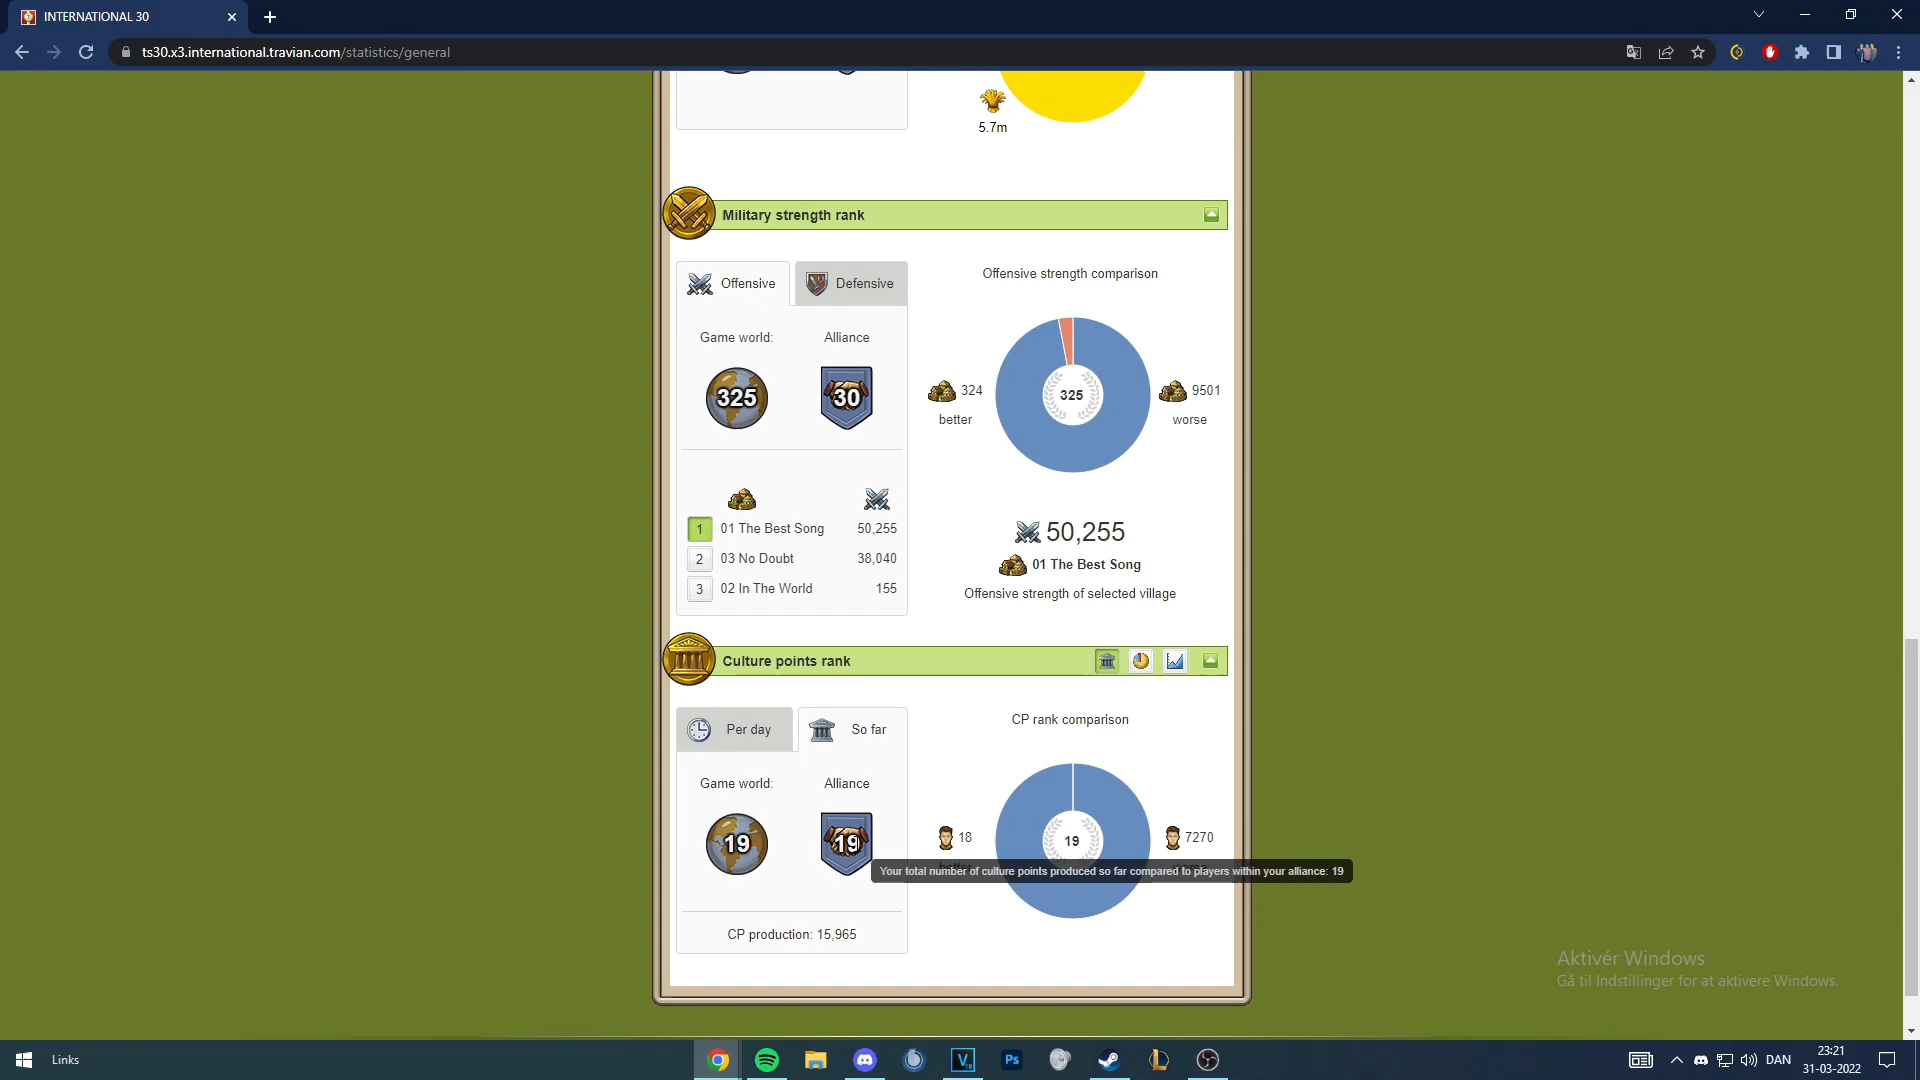 INTERNATIONAL 30
ts30.x3.international.travian.com/statistics/general
5.7m
Military strength rank
Offensive
Defensive
Game world:
Alliance
325
30
Offensive strength comparison
324
better
325
9501
worse
1 01 The Best Song 50,255
2 03 No Doubt 38,040
3 02 In The World 155
50,255
01 The Best Song
Offensive strength of selected village
Culture points rank
Per day
So far
Game world:
Alliance
19
19
CP rank comparison
18
19
7270
Your total number of culture points produced so far compared to players within your alliance: 19
CP production: 15,965
Aktivér Windows
Gå til Indstillinger for at aktivere Windows.
Links
V
18
Ps
DAN
23:21
31-03-2022